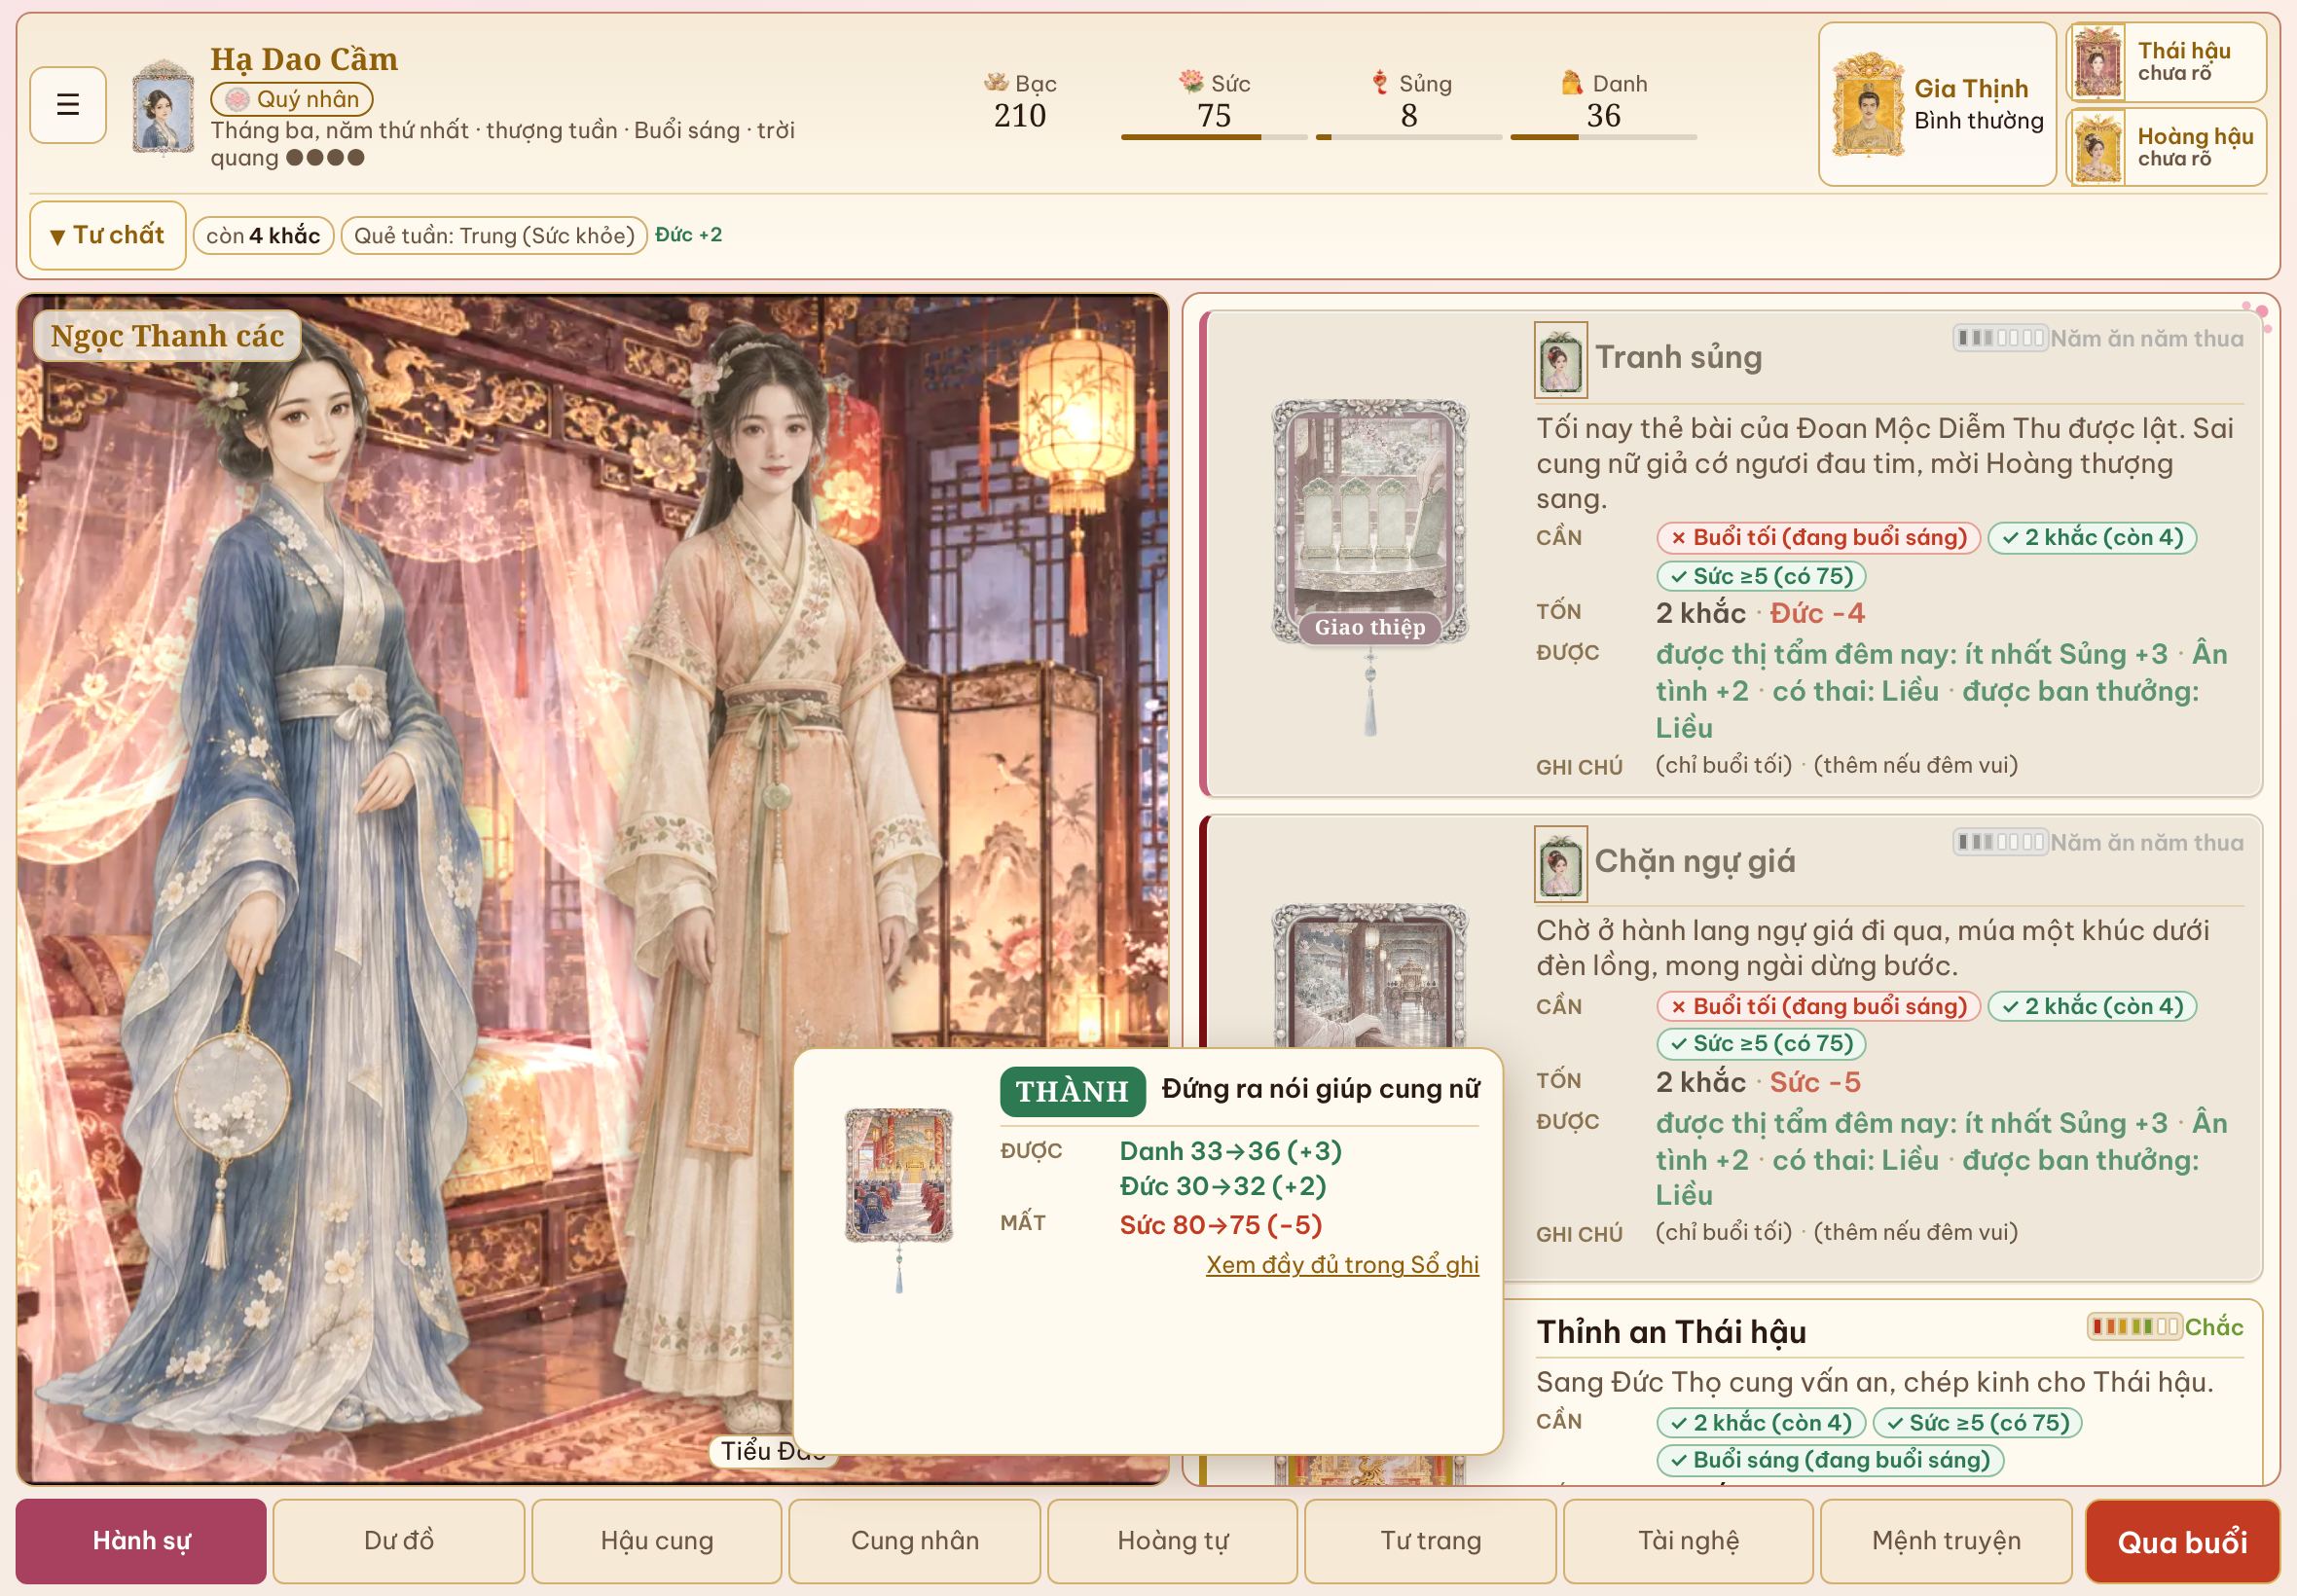 ☰
Hạ Dao Cầm
Quý nhân
Tháng ba, năm thứ nhất · thượng tuần · Buổi sáng · trời
quang
Bạc
210
Sức
75
Sủng
8
Danh
36
Gia Thịnh
Bình thường
Thái hậu
chưa rõ
Hoàng hậu
chưa rõ
▼ Tư chất
còn 4 khắc
Quẻ tuần: Trung (Sức khỏe)
Đức +2
Ngọc Thanh các
Tranh sủng
Năm ăn năm thua
Tối nay thẻ bài của Đoan Mộc Diễm Thu được lật. Sai
cung nữ giả cớ ngươi đau tim, mời Hoàng thượng
sang.
Giao thiệp
CẦN
× Buổi tối (đang buổi sáng)
✓ 2 khắc (còn 4)
✓ Sức ≥5 (có 75)
TỐN
2 khắc · Đức -4
ĐƯỢC
được thị tẩm đêm nay: ít nhất Sủng +3 · Ân
tình +2 · có thai: Liều · được ban thưởng:
Liều
GHI CHÚ
(chỉ buổi tối) · (thêm nếu đêm vui)
Chặn ngự giá
Năm ăn năm thua
Chờ ở hành lang ngự giá đi qua, múa một khúc dưới
đèn lồng, mong ngài dừng bước.
CẦN
× Buổi tối (đang buổi sáng)
✓ 2 khắc (còn 4)
✓ Sức ≥5 (có 75)
TỐN
2 khắc · Sức -5
ĐƯỢC
được thị tẩm đêm nay: ít nhất Sủng +3 · Ân
tình +2 · có thai: Liều · được ban thưởng:
Liều
GHI CHÚ
(chỉ buổi tối) · (thêm nếu đêm vui)
Thỉnh an Thái hậu
Chắc
Sang Đức Thọ cung vấn an, chép kinh cho Thái hậu.
CẦN
✓ 2 khắc (còn 4)
✓ Sức ≥5 (có 75)
✓ Buổi sáng (đang buổi sáng)
THÀNH
Đứng ra nói giúp cung nữ
ĐƯỢC
Danh 33→36 (+3)
Đức 30→32 (+2)
MẤT
Sức 80→75 (−5)
Xem đầy đủ trong Sổ ghi
Tiểu
Hành sự
Dư đồ
Hậu cung
Cung nhân
Hoàng tự
Tư trang
Tài nghệ
Mệnh truyện
Qua buổi